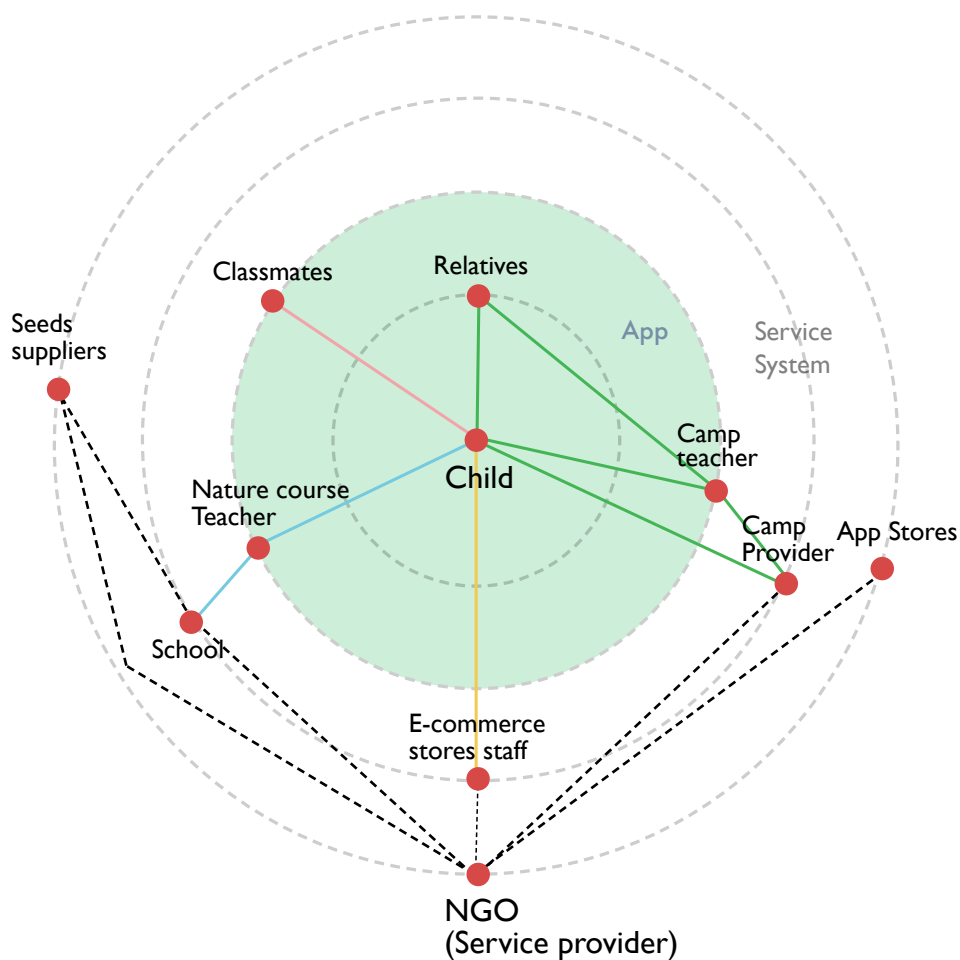 Classmates
Relatives
Seeds
suppliers
App
Service
System
Camp
teacher
Child
Nature course
Teacher
Camp
Provider
App Stores
School
E-commerce
stores staff
NGO
(Service provider)